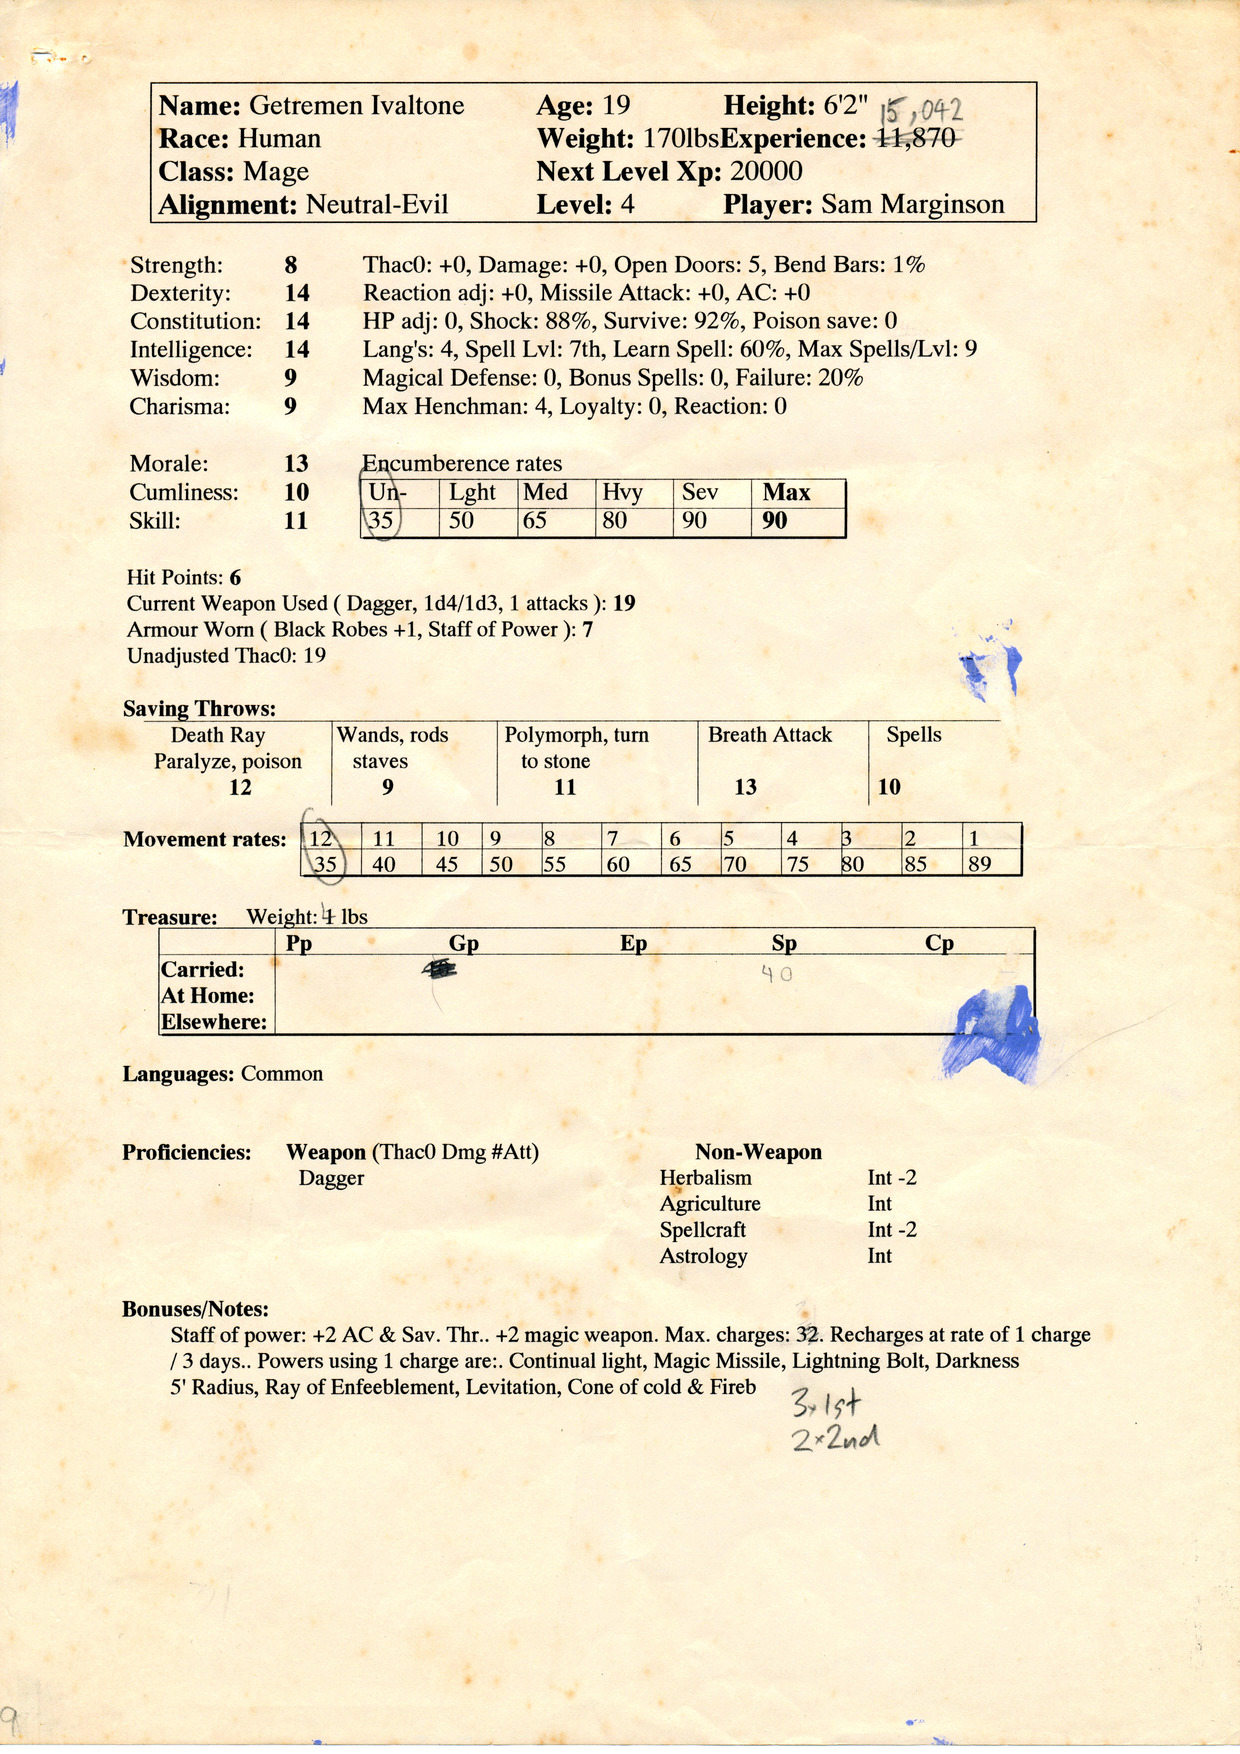 Name: Getremen Ivaltone Age: 19 Height: 6'2" 15,042
Race: Human Weight: 170lbs Experience: 11,870
Class: Mage Next Level Xp: 20000
Alignment: Neutral-Evil Level: 4 Player: Sam Marginson
Strength: 8 Thac0: +0, Damage: +0, Open Doors: 5, Bend Bars: 1%
Dexterity: 14 Reaction adj: +0, Missile Attack: +0, AC: +0
Constitution: 14 HP adj: 0, Shock: 88%, Survive: 92%, Poison save: 0
Intelligence: 14 Lang's: 4, Spell Lvl: 7th, Learn Spell: 60%, Max Spells/Lvl: 9
Wisdom: 9 Magical Defense: 0, Bonus Spells: 0, Failure: 20%
Charisma: 9 Max Henchman: 4, Loyalty: 0, Reaction: 0
Morale: 13 Encumberence rates
Cumliness: 10 Un- Lght Med Hvy Sev Max
Skill: 11 35 50 65 80 90 90
Hit Points: 6
Current Weapon Used ( Dagger, 1d4/1d3, 1 attacks ): 19
Armour Worn ( Black Robes +1, Staff of Power ): 7
Unadjusted Thac0: 19
Saving Throws:
Death Ray Wands, rods Polymorph, turn Breath Attack Spells
Paralyze, poison staves to stone
12 9 11 13 10
Movement rates: 12 11 10 9 8 7 6 5 4 3 2 1
35 40 45 50 55 60 65 70 75 80 85 89
Treasure: Weight: 4 lbs
Pp Gp Ep Sp Cp
Carried: 40
At Home:
Elsewhere:
Languages: Common
Proficiencies: Weapon (Thac0 Dmg #Att) Non-Weapon
Dagger Herbalism Int -2
Agriculture Int
Spellcraft Int -2
Astrology Int
Bonuses/Notes:
Staff of power: +2 AC & Sav. Thr.. +2 magic weapon. Max. charges: 32. Recharges at rate of 1 charge
/ 3 days.. Powers using 1 charge are:. Continual light, Magic Missile, Lightning Bolt, Darkness
5' Radius, Ray of Enfeeblement, Levitation, Cone of cold & Fireb
3x1st
2x2nd
9